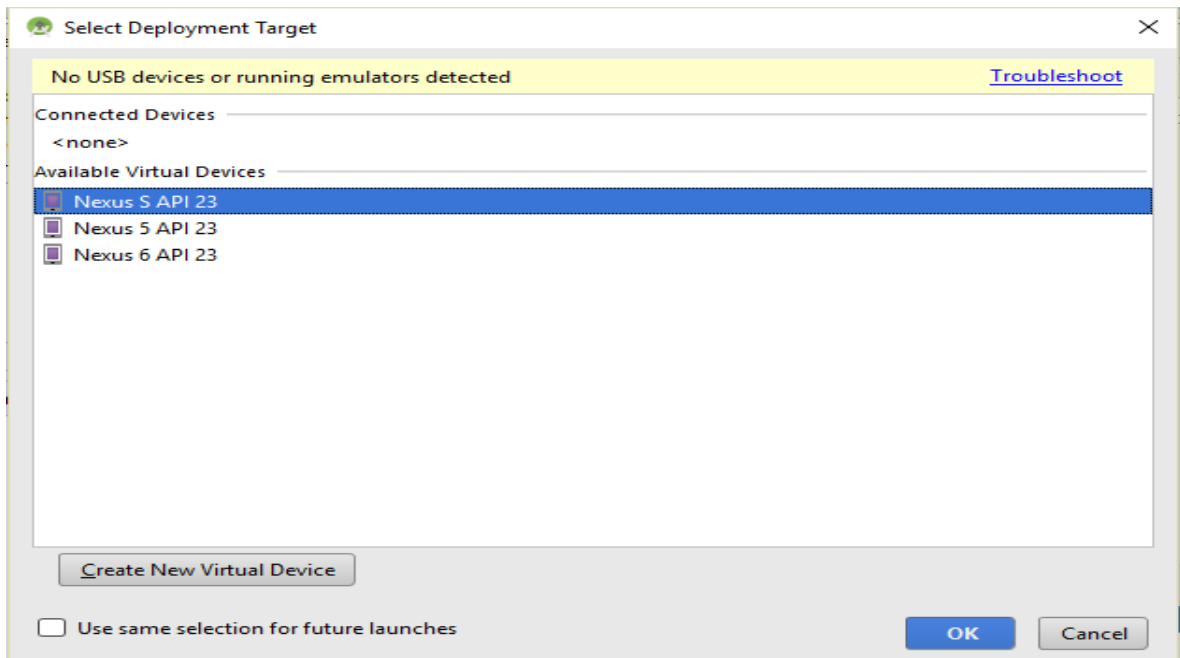 Select Deployment Target
No USB devices or running emulators detected Troubleshoot
Connected Devices
<none>
Available Virtual Devices
Nexus S API 23
Nexus 5 API 23
Nexus 6 API 23
Create New Virtual Device
Use same selection for future launches
OK Cancel